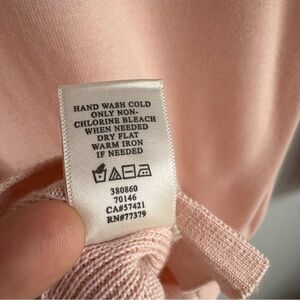 HAND WASH COLD
ONLY NON-
CHLORINE BLEACH
WHEN NEEDED
DRY FLAT
WARM IRON
IF NEEDED
380860
70146
CA#57421
RN#77379